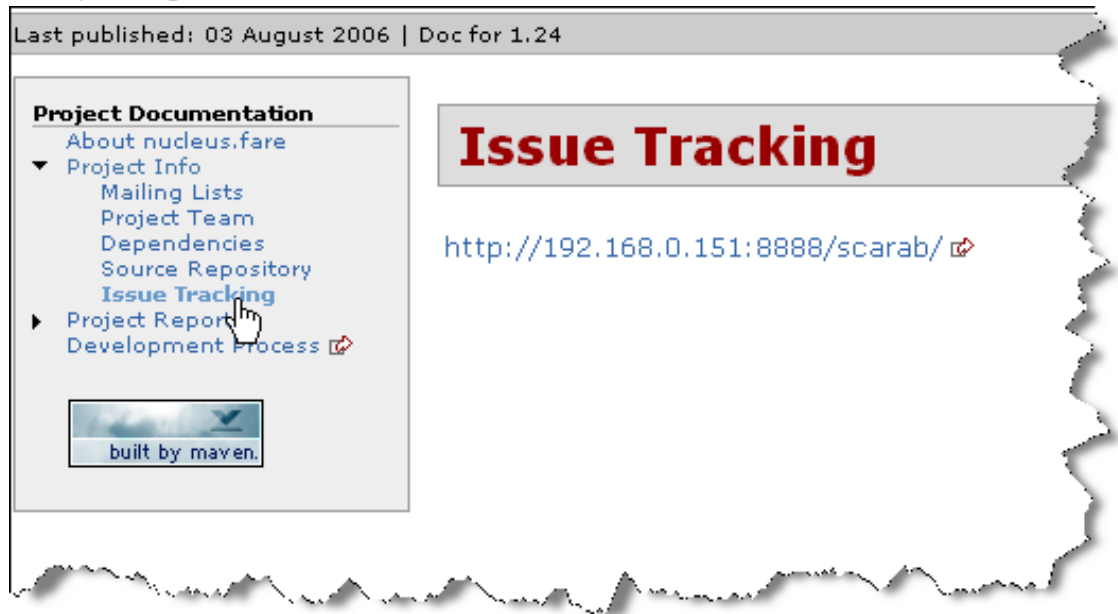 Last published: 03 August 2006 | Doc for 1.24
Project Documentation
About nucleus.fare
Project Info
Mailing Lists
Project Team
Dependencies
Source Repository
Issue Tracking
Project Report
Development Process
built by maven.
Issue Tracking
http://192.168.0.151:8888/scarab/